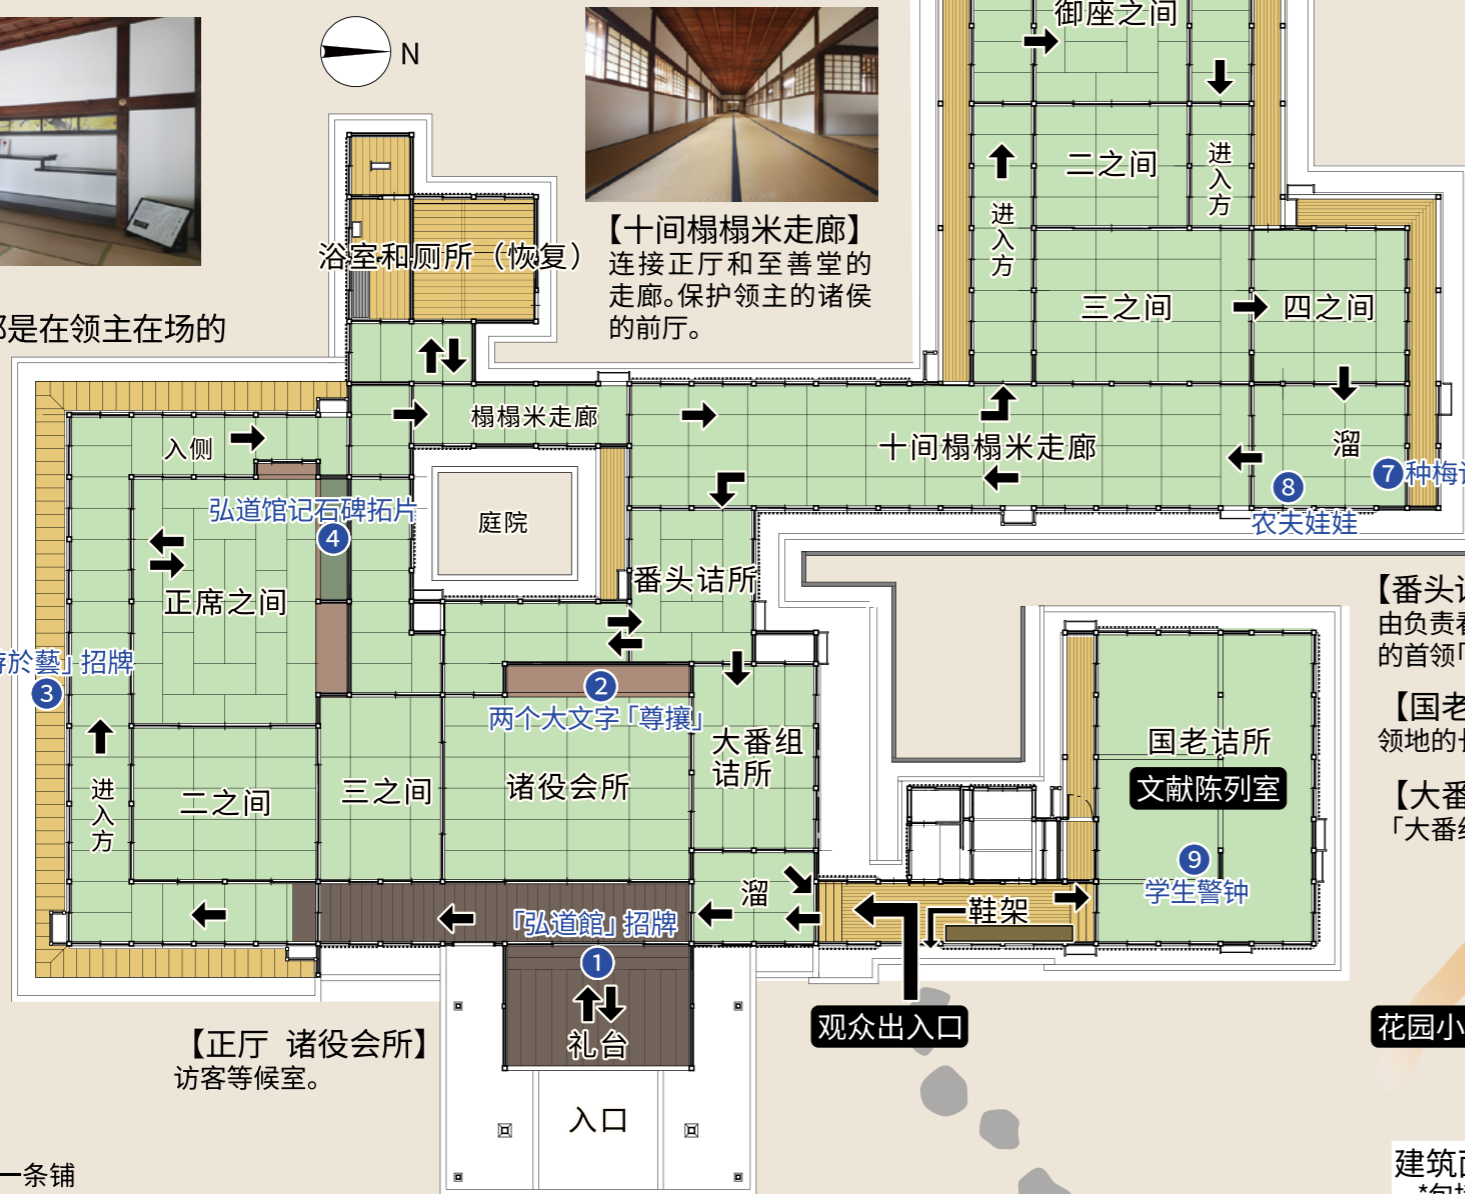 御座之间
N
二之间
进入方
进入方
浴室和厕所（恢复）
【十间榻榻米走廊】
连接正厅和至善堂的
走廊。保护领主的诸侯
的前厅。
三之间
四之间
是在领主在场的
入侧
榻榻米走廊
十间榻榻米走廊
溜
7 种梅
8
农夫娃娃
弘道馆记石碑拓片
4
庭院
番头诘所
正席之间
於藝」招牌
3
2
两个大文字「尊攘」
大番组
诘所
进入方
二之间
三之间
诸役会所
国老诘所
文献陈列室
9
学生警钟
【番头
由负责
的首领「
【国老
领地的
【大番
「大番
溜
鞋架
「弘道館」招牌
1
礼台
观众出入口
花园小
【正厅 诸役会所】
访客等候室。
入口
一条铺
建筑